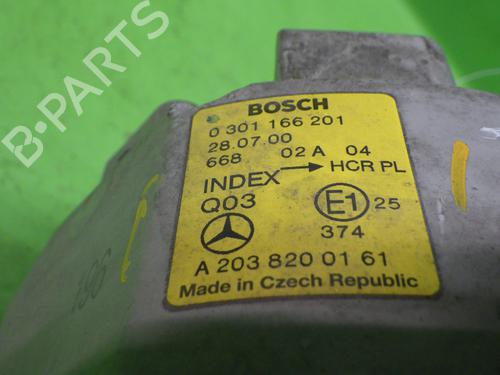 B-PARTS
BOSCH
0 301 166 201
28.07.00
668 02 A 04
INDEX → HCR PL
Q03
E1 25
374
A 203 820 01 61
Made in Czech Republic